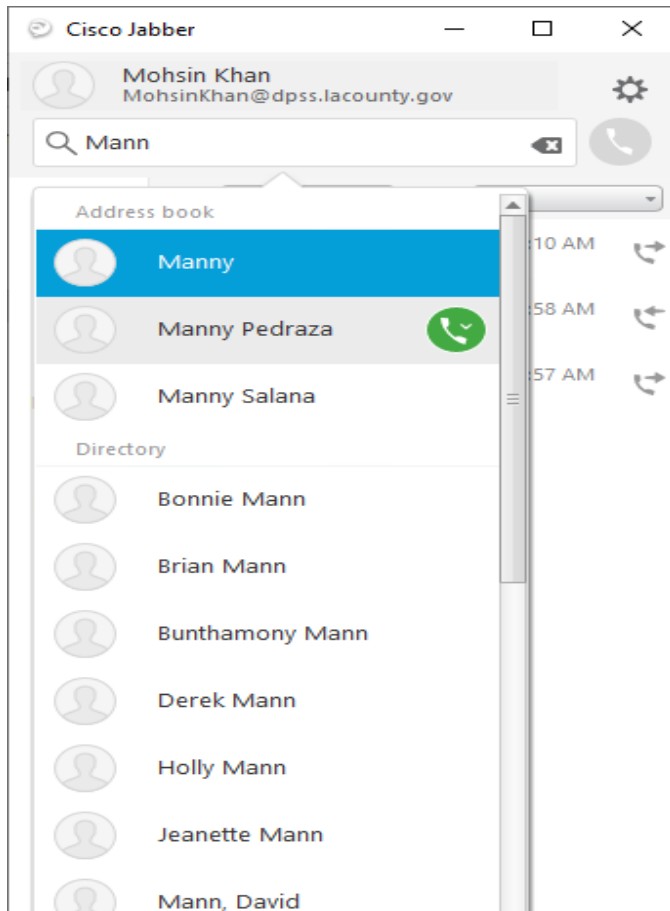 Cisco Jabber
Mohsin Khan
MohsinKhan@dpss.lacounty.gov
Mann
Address book
Manny
:10 AM
Manny Pedraza
:58 AM
Manny Salana
:57 AM
Directory
Bonnie Mann
Brian Mann
Bunthamony Mann
Derek Mann
Holly Mann
Jeanette Mann
Mann, David